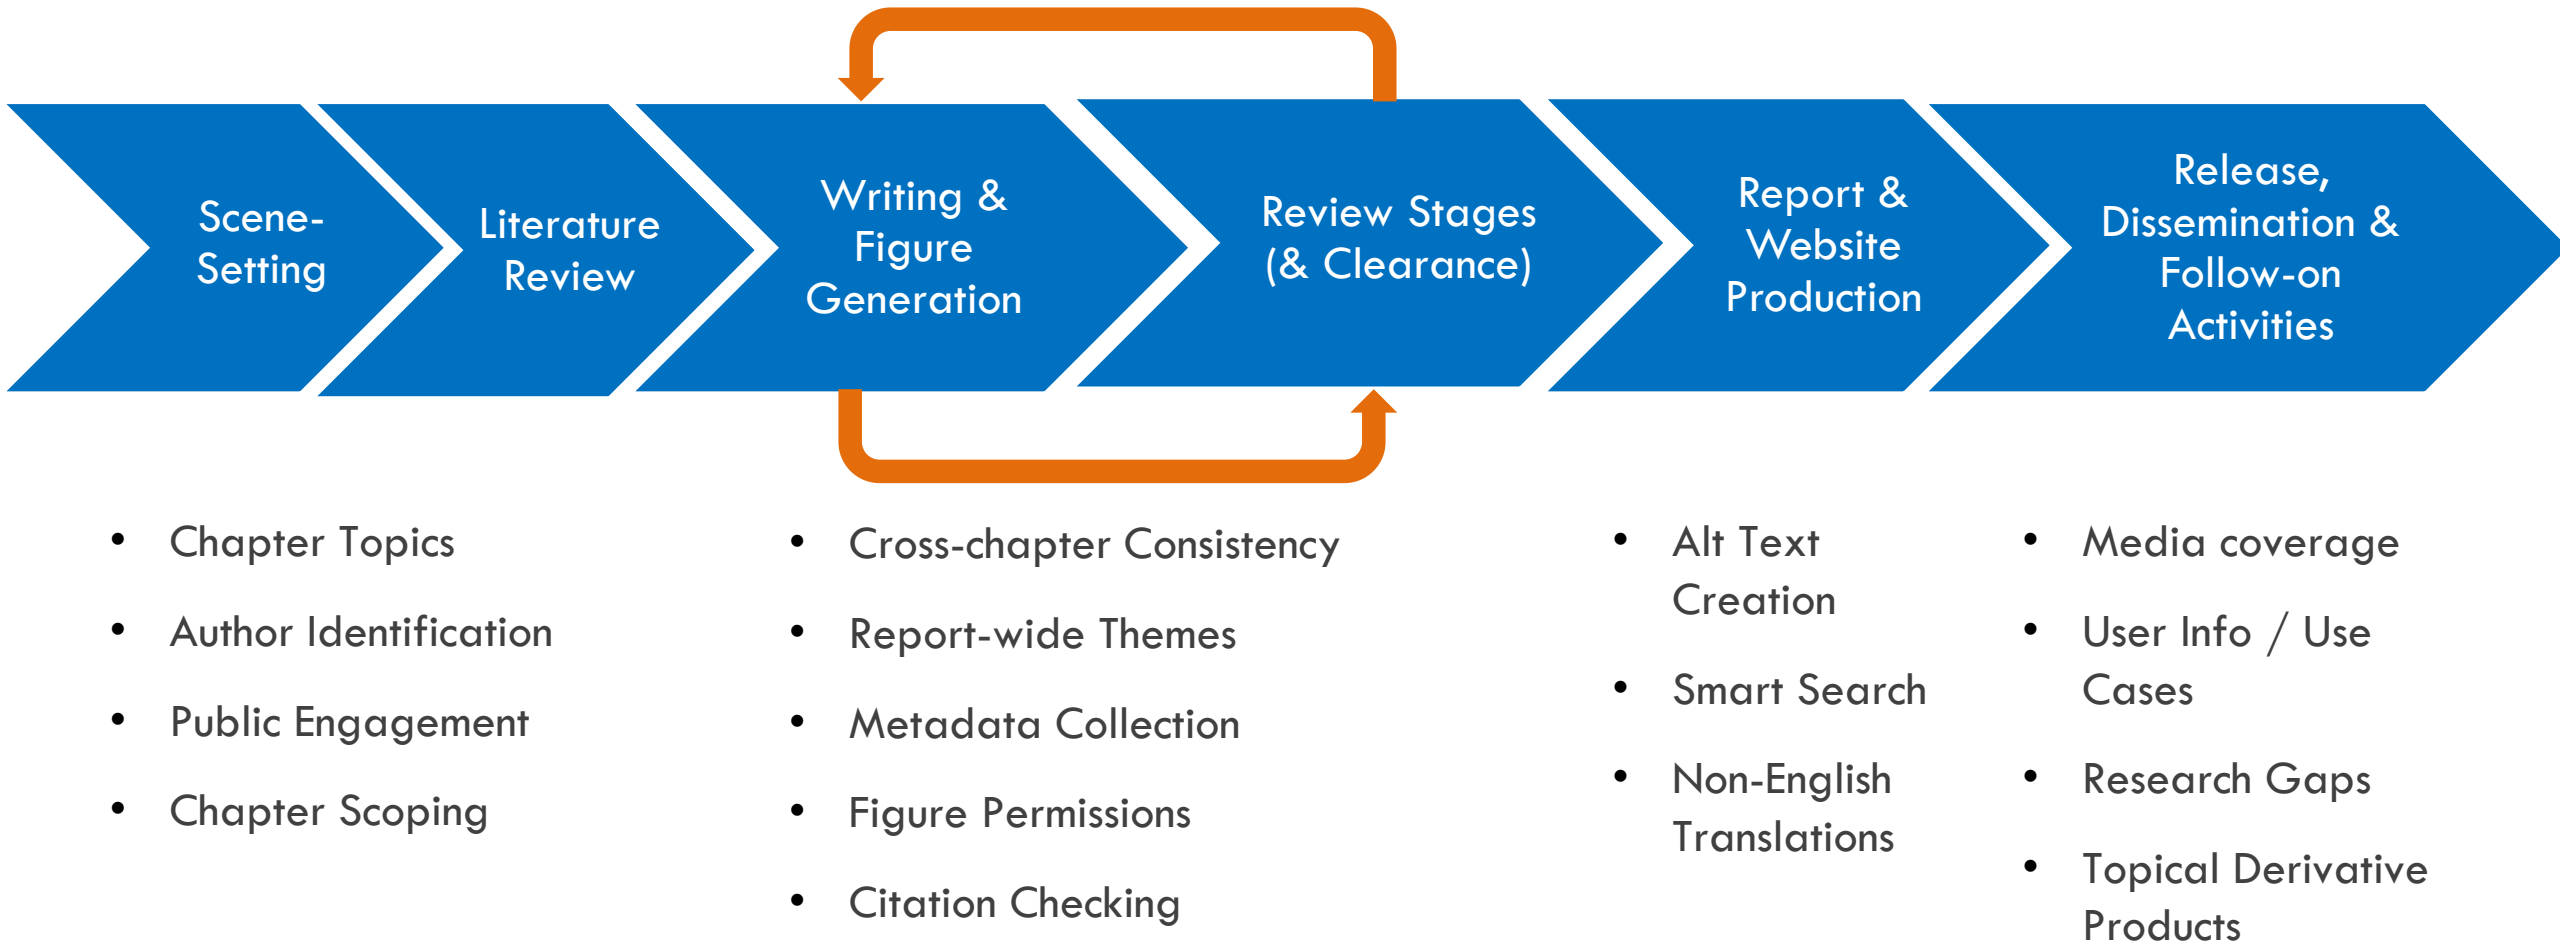 Scene-
Setting
Literature
Review
Writing &
Figure
Generation
Review Stages
(& Clearance)
Report &
Website
Production
Release,
Dissemination &
Follow-on
Activities
• Chapter Topics
• Author Identification
• Public Engagement
• Chapter Scoping
• Cross-chapter Consistency
• Report-wide Themes
• Metadata Collection
• Figure Permissions
• Citation Checking
• Alt Text
Creation
• Smart Search
• Non-English
Translations
• Media coverage
• User Info / Use
Cases
• Research Gaps
• Topical Derivative
Products